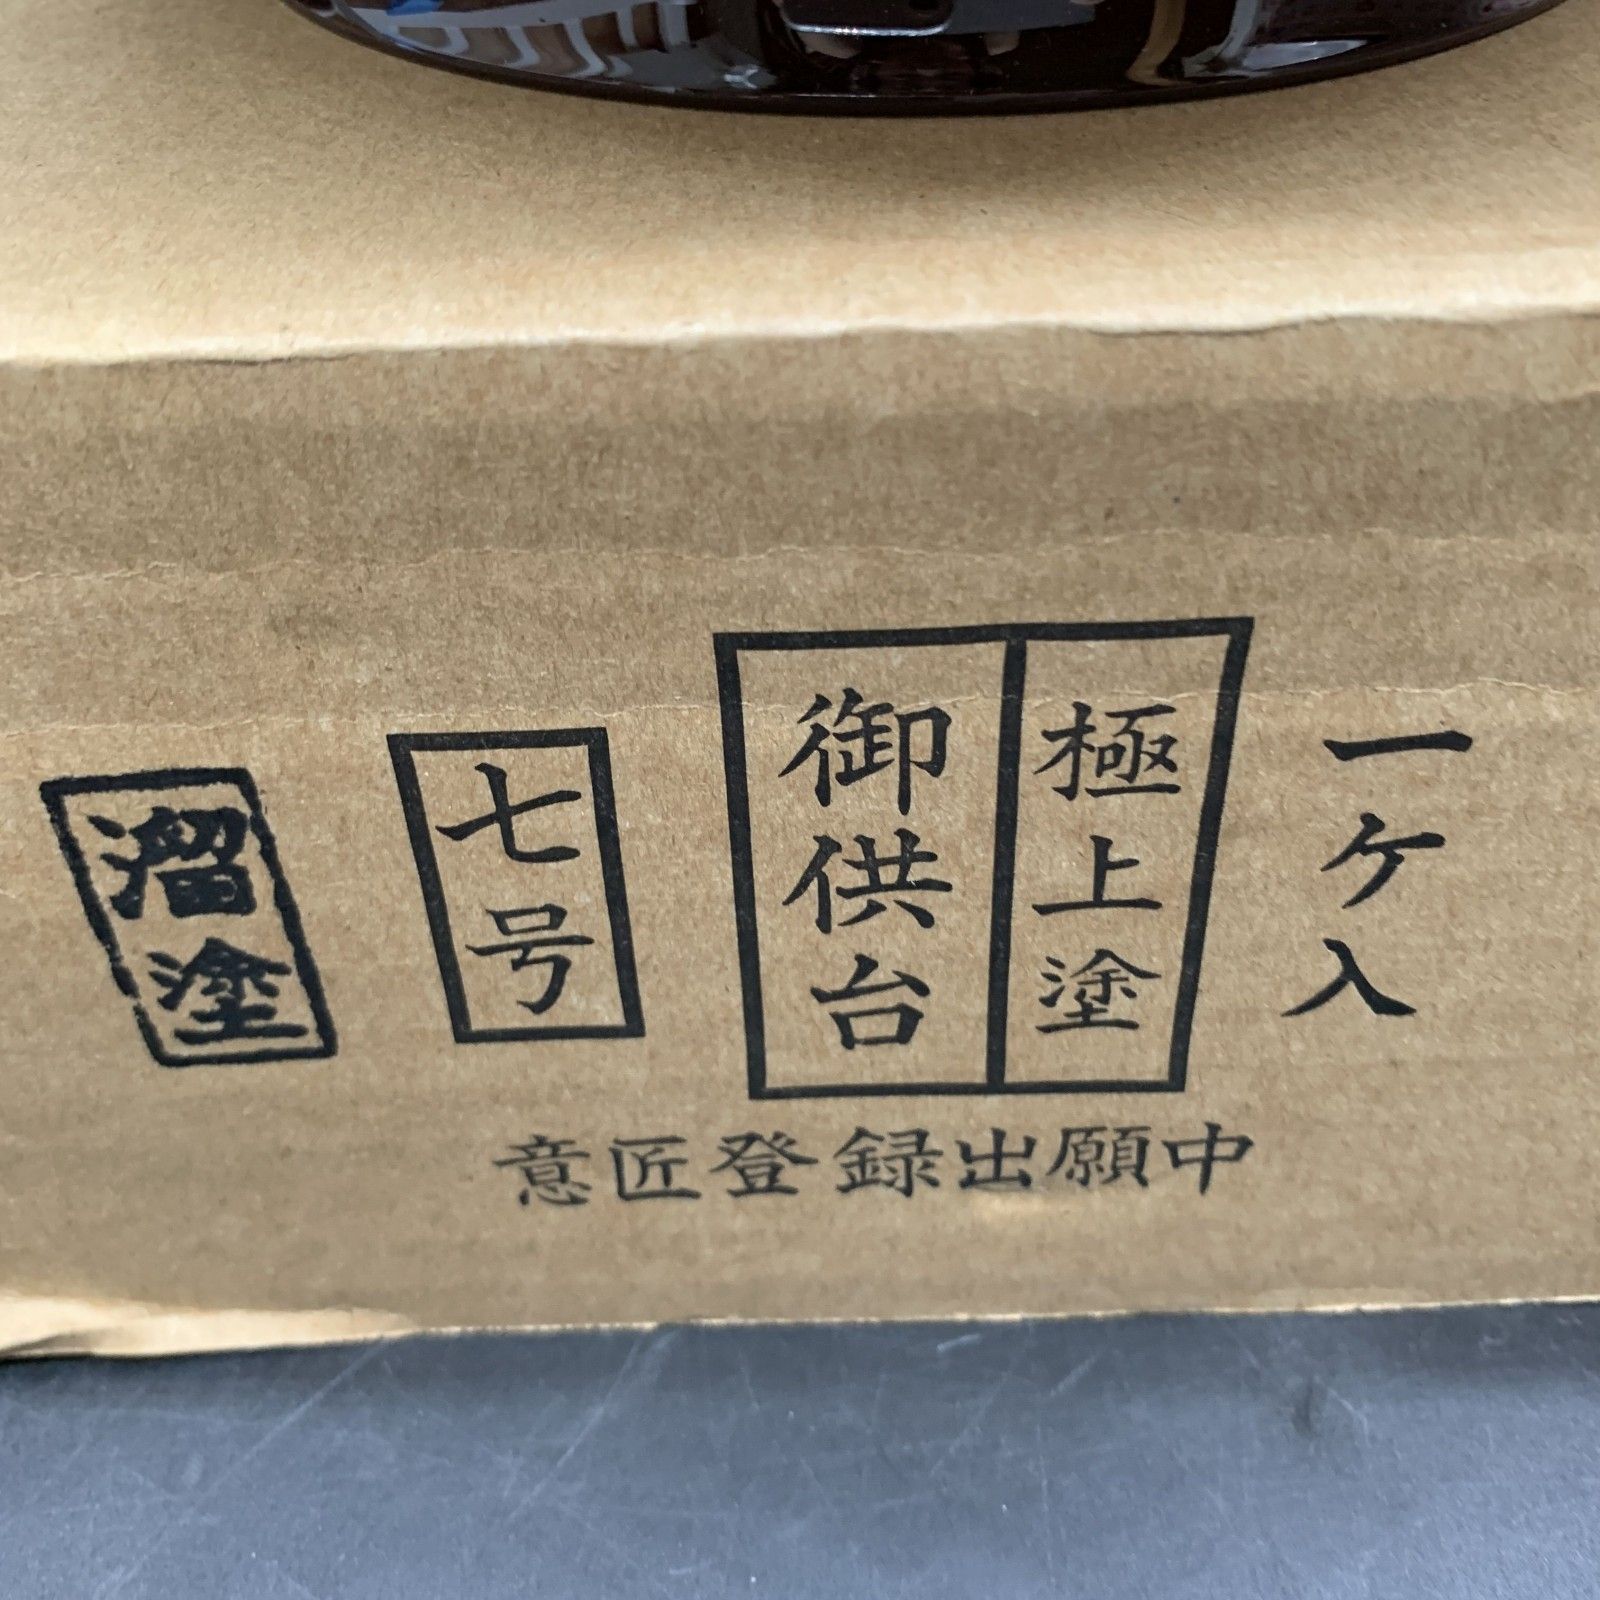 一ケ入
極上塗
御供台
七号
溜塗
意匠登録出願中